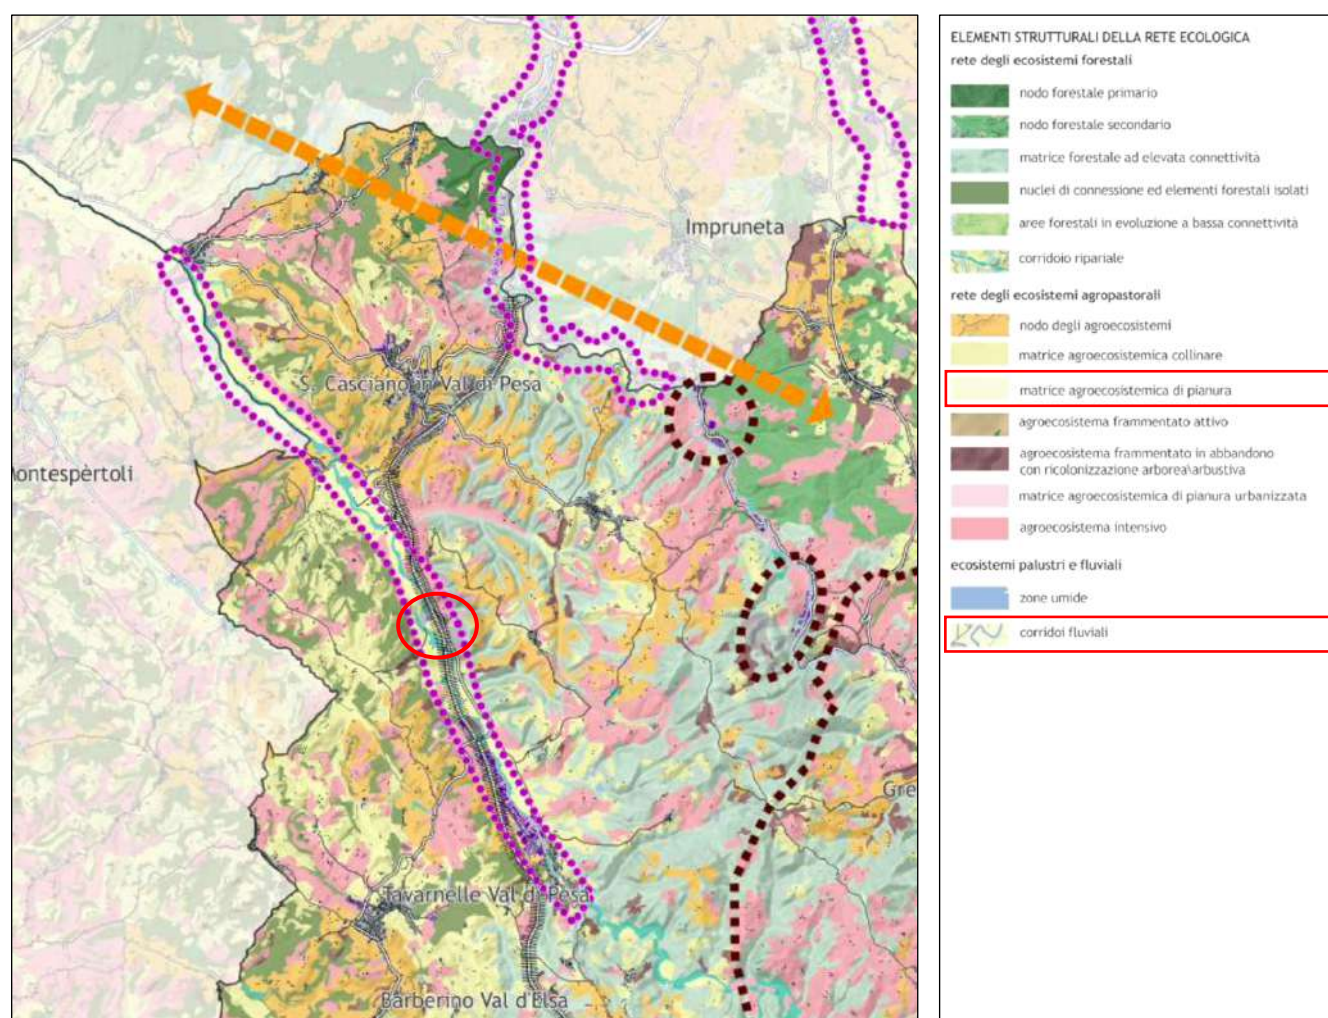 Impruneta
S. Casciano in Val di Pesa
Montespèrtoli
Gre
Tavarnelle Val di Pesa
Barberino Val d'Elsa
ELEMENTI STRUTTURALI DELLA RETE ECOLOGICA
rete degli ecosistemi forestali
nodo forestale primario
nodo forestale secondario
matrice forestale ad elevata connettività
nuclei di connessione ed elementi forestali isolati
aree forestali in evoluzione a bassa connettività
corridoio ripariale
rete degli ecosistemi agropastorali
nodo degli agroecosistemi
matrice agroecosistemica collinare
matrice agroecosistemica di pianura
agroecosistema frammentato attivo
agroecosistema frammentato in abbandono
con ricolonizzazione arborea\arbustiva
matrice agroecosistemica di pianura urbanizzata
agroecosistema intensivo
ecosistemi palustri e fluviali
zone umide
corridoi fluviali